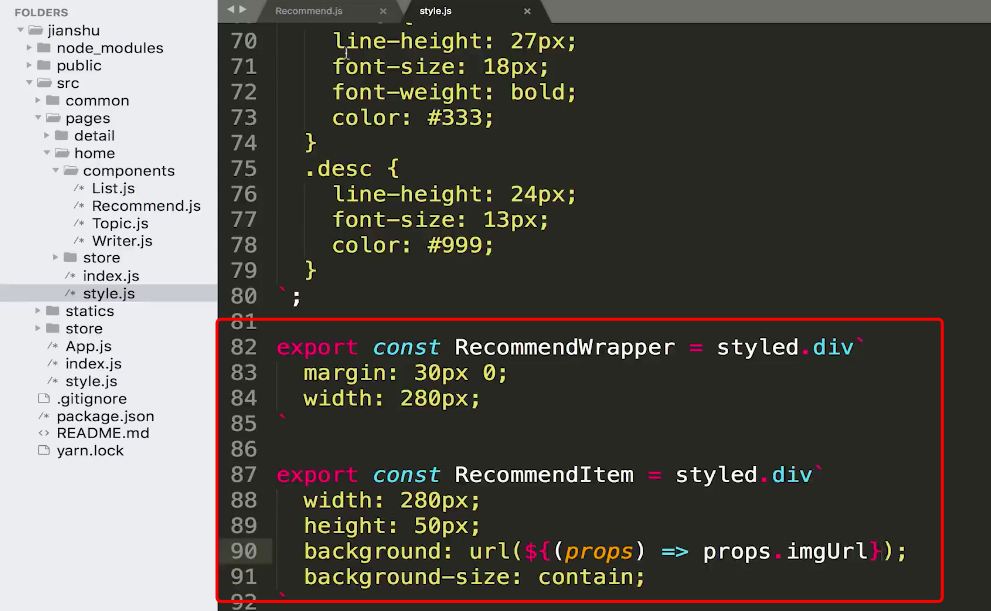 FOLDERS
jianshu
node_modules
public
src
common
pages
detail
home
components
List.js
Recommend.js
Topic.js
Writer.js
store
index.js
style.js
statics
store
App.js
index.js
style.js
.gitignore
package.json
README.md
yarn.lock
Recommend.js ×
style.js ×
70 line-height: 27px;
71 font-size: 18px;
72 font-weight: bold;
73 color: #333;
74 }
75 .desc {
76 line-height: 24px;
77 font-size: 13px;
78 color: #999;
79 }
80 `;
81
82 export const RecommendWrapper = styled.div`
83 margin: 30px 0;
84 width: 280px;
85 `
86
87 export const RecommendItem = styled.div`
88 width: 280px;
89 height: 50px;
90 background: url(${(props) => props.imgUrl});
91 background-size: contain;
92 `